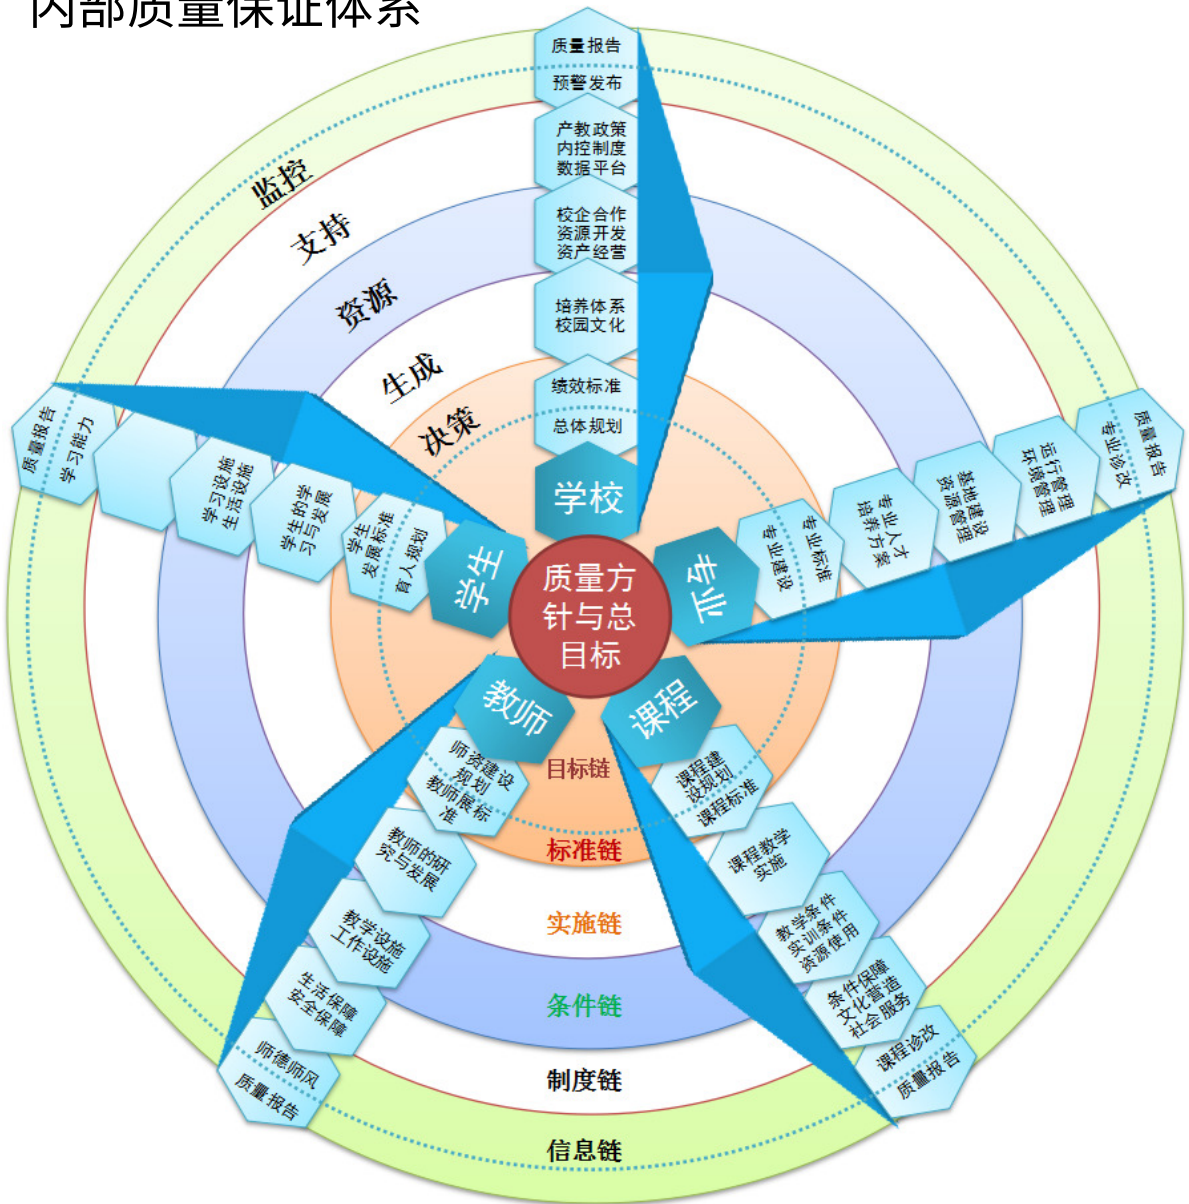 内部质量保证体系
质量报告
预警发布
产教政策
内控制度
数据平台
校企合作
资源开发
资产经营
培养体系
校园文化
绩效标准
总体规划
学校
监控
支持
资源
生成
决策
质量报告
学习能力
学习设施
生活设施
学生的学
习与发展
学生
发展标准
育人规划
学生
质量方
针与总
目标
专业
专业标准
专业建设
专业人才
培养方案
基地建设
资源管理
运行管理
环境管理
质量报告
专业诊改
教师
师资建设
规划
教师展标
准
教师的研
究与发展
教学设施
工作设施
生活保障
安全保障
师德师风
质量报告
课程
课程建
设规划
课程标准
课程教学
实施
教学条件
实训条件
资源使用
条件保障
文化营造
社会服务
课程诊改
质量报告
目标链
标准链
实施链
条件链
制度链
信息链